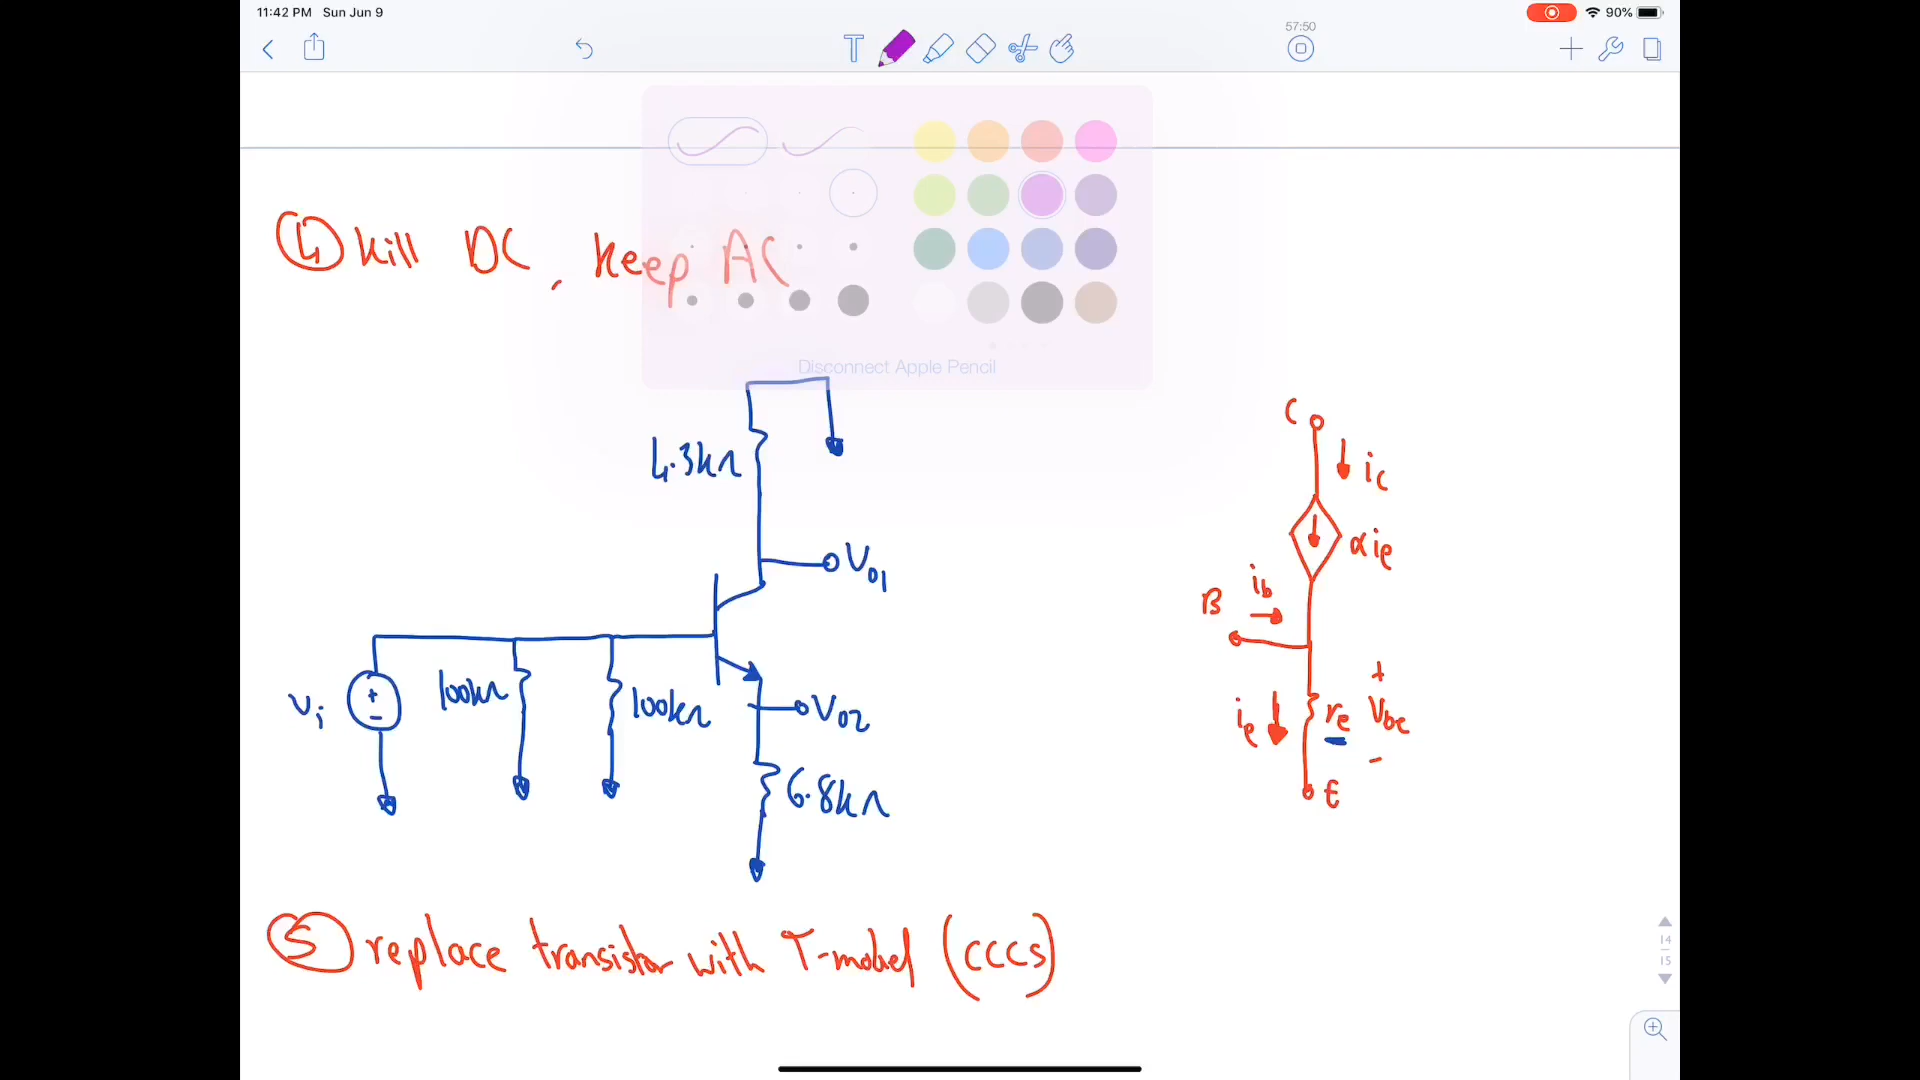 11:42 PM Sun Jun 9
90%
57:50
T
④ kill DC, keep AC
Disconnect Apple Pencil
4.3kΩ
Vo1
vi
+
-
100kΩ
100kΩ
Vo2
6.8kΩ
C
ic
αie
B
ib
ie
re
+
Vbe
-
E
⑤ replace transistor with T-model (CCCS)
14
15